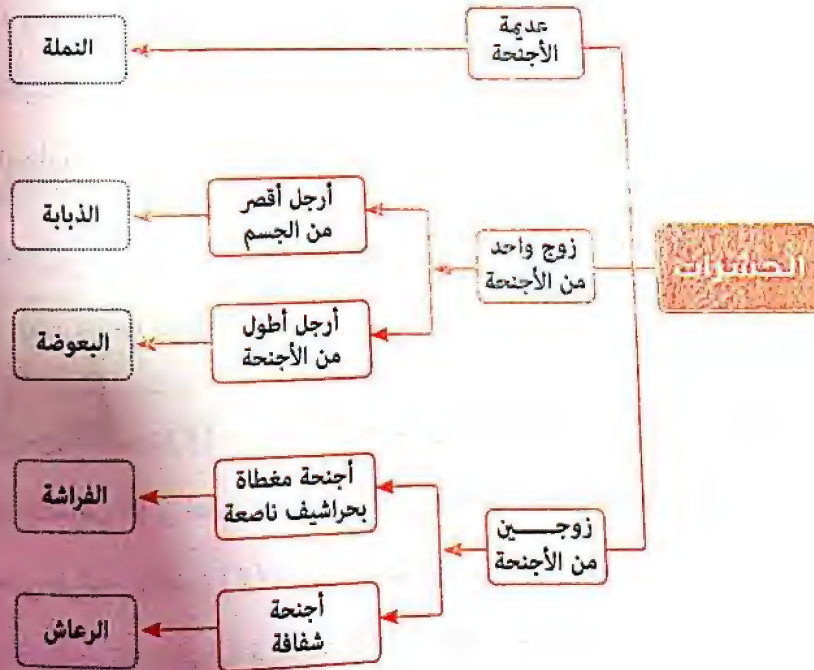 الحشرات
عديمة
الأجنحة
النملة
زوج واحد
من الأجنحة
أرجل أقصر
من الجسم
الذبابة
أرجل أطول
من الأجنحة
البعوضة
زوجـــين
من الأجنحة
أجنحة مغطاة
بحراشيف ناصعة
الفراشة
أجنحة
شفافة
الرعاش